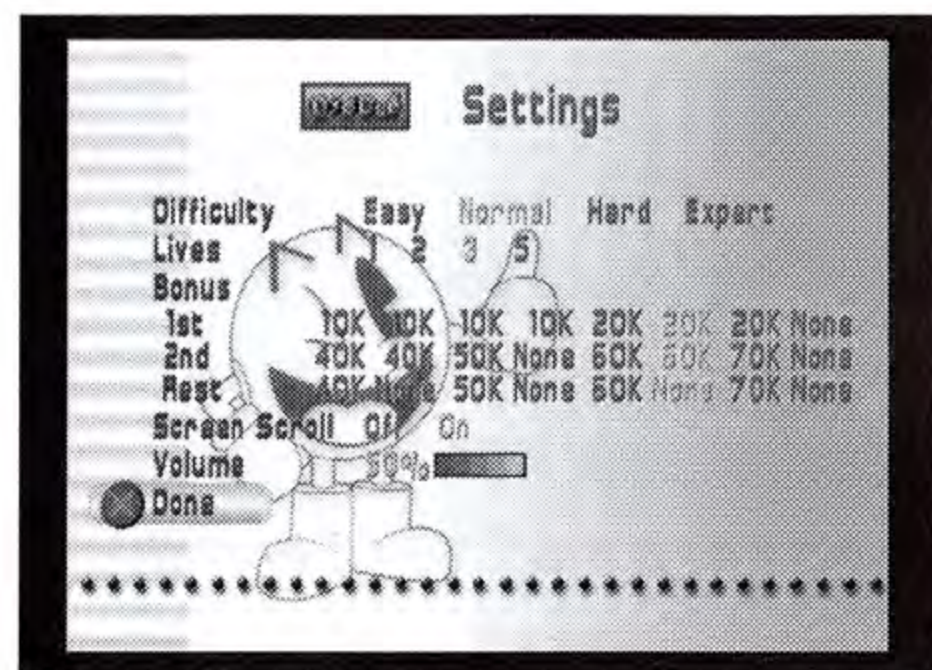 Settings
Difficulty Easy Normal Hard Expert
Lives 2 3 5
Bonus
1st 10K 10K 10K 10K 20K 20K 20K None
2nd 40K 40K 50K None 60K 60K 70K None
Rest 40K None 50K None 60K None 70K None
Screen Scroll Off On
Volume 50%
Done